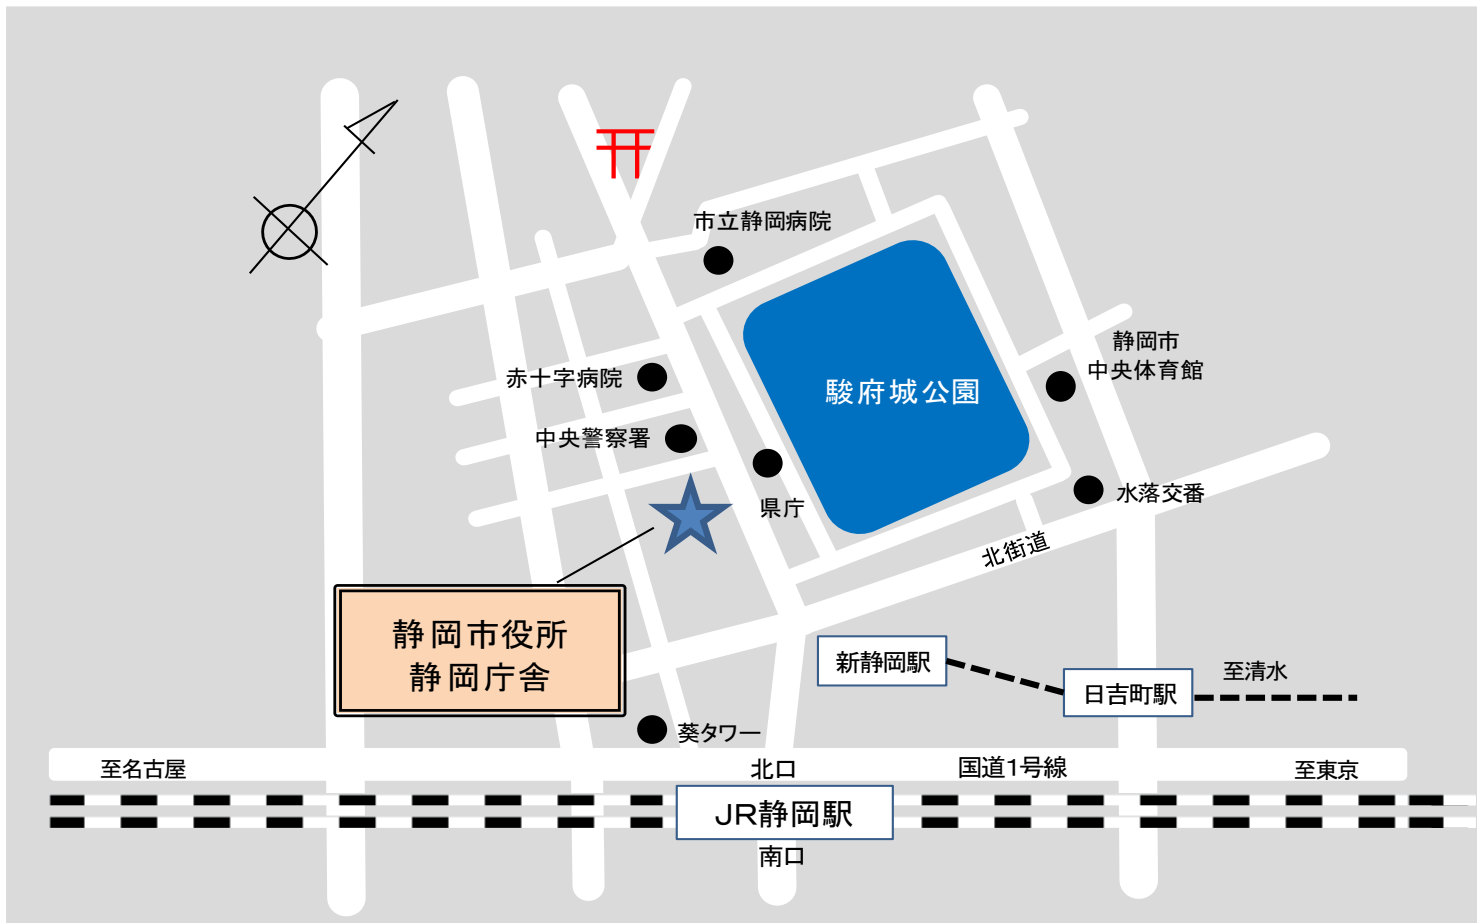 市立静岡病院
静岡市
中央体育館
赤十字病院
駿府城公園
中央警察署
水落交番
県庁
北街道
静岡市役所
静岡庁舎
新静岡駅
日吉町駅
至清水
葵タワー
至名古屋
北口
国道1号線
至東京
JR静岡駅
南口